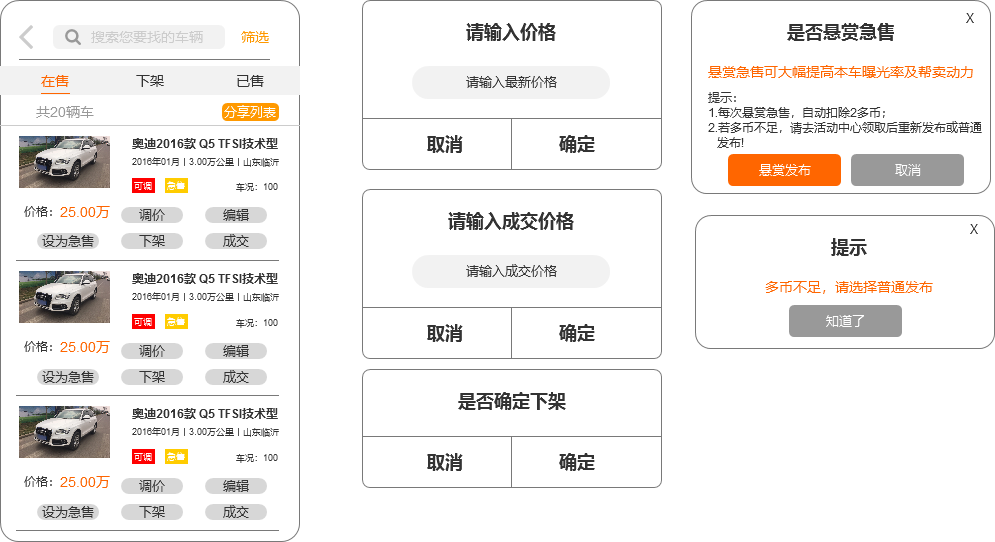 搜索您要找的车辆
筛选
在售
下架
已售
共20辆车
分享列表
奥迪2016款 Q5 TFSI技术型
2016年01月丨3.00万公里丨山东临沂
可调
急售
车况：100
价格：25.00万
调价
编辑
设为急售
下架
成交
奥迪2016款 Q5 TFSI技术型
2016年01月丨3.00万公里丨山东临沂
可调
急售
车况：100
价格：25.00万
调价
编辑
设为急售
下架
成交
奥迪2016款 Q5 TFSI技术型
2016年01月丨3.00万公里丨山东临沂
可调
急售
车况：100
价格：25.00万
调价
编辑
设为急售
下架
成交
请输入价格
请输入最新价格
取消
确定
请输入成交价格
请输入成交价格
取消
确定
是否确定下架
取消
确定
X
是否悬赏急售
悬赏急售可大幅提高本车曝光率及帮卖动力
提示：
1.每次悬赏急售，自动扣除2多币；
2.若多币不足，请去活动中心领取后重新发布或普通
发布!
悬赏发布
取消
X
提示
多币不足，请选择普通发布
知道了